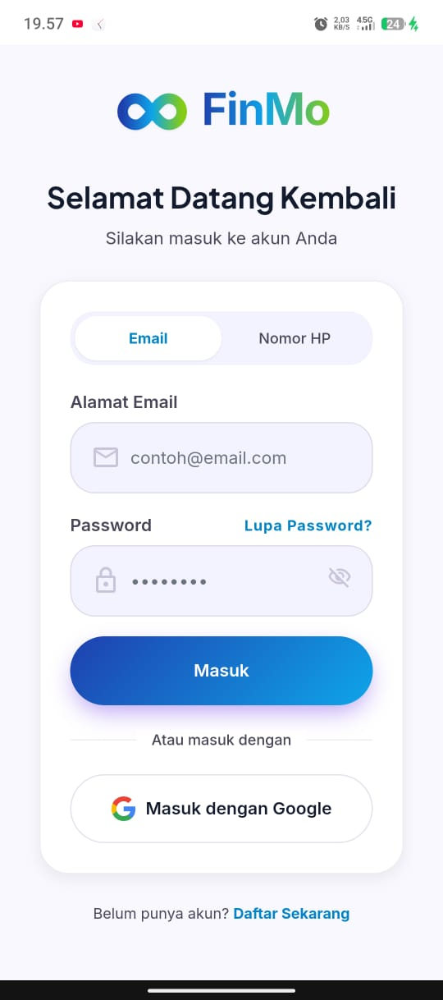 19.57
2,03
KB/S
4.5G
24
FinMo
Selamat Datang Kembali
Silakan masuk ke akun Anda
Email
Nomor HP
Alamat Email
contoh@email.com
Password
Lupa Password?
••••••••
Masuk
Atau masuk dengan
Masuk dengan Google
Belum punya akun? Daftar Sekarang